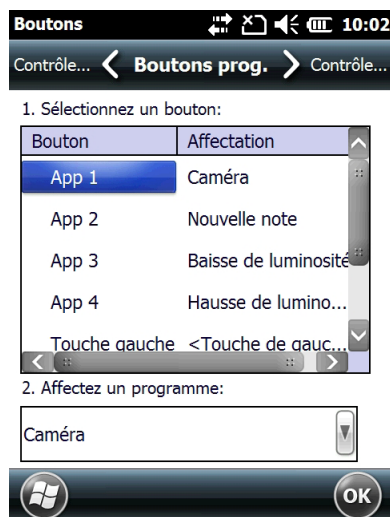 Boutons 10:02
Contrôle... Boutons prog. Contrôle...
1. Sélectionnez un bouton:
Bouton Affectation
App 1 Caméra
App 2 Nouvelle note
App 3 Baisse de luminosité
App 4 Hausse de lumino...
Touche gauche <Touche de gauc...
2. Affectez un programme:
Caméra
OK